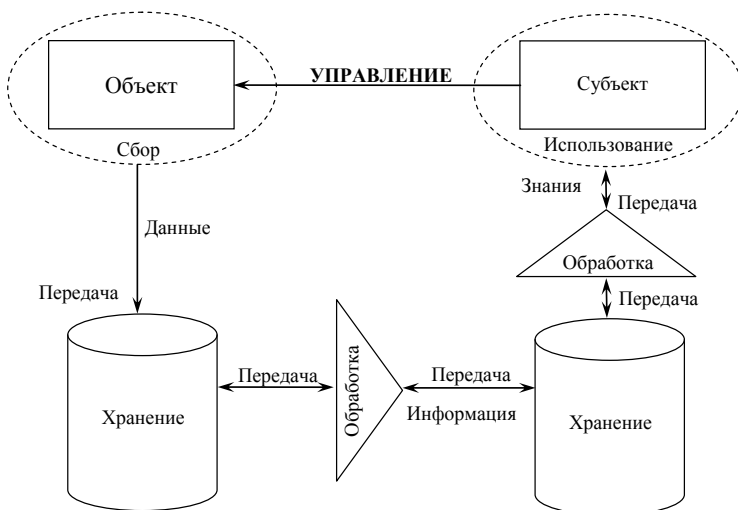 Объект
УПРАВЛЕНИЕ
Субъект
Сбор
Использование
Знания
Передача
Данные
Обработка
Передача
Передача
Хранение
Передача
Обработка
Передача
Информация
Хранение